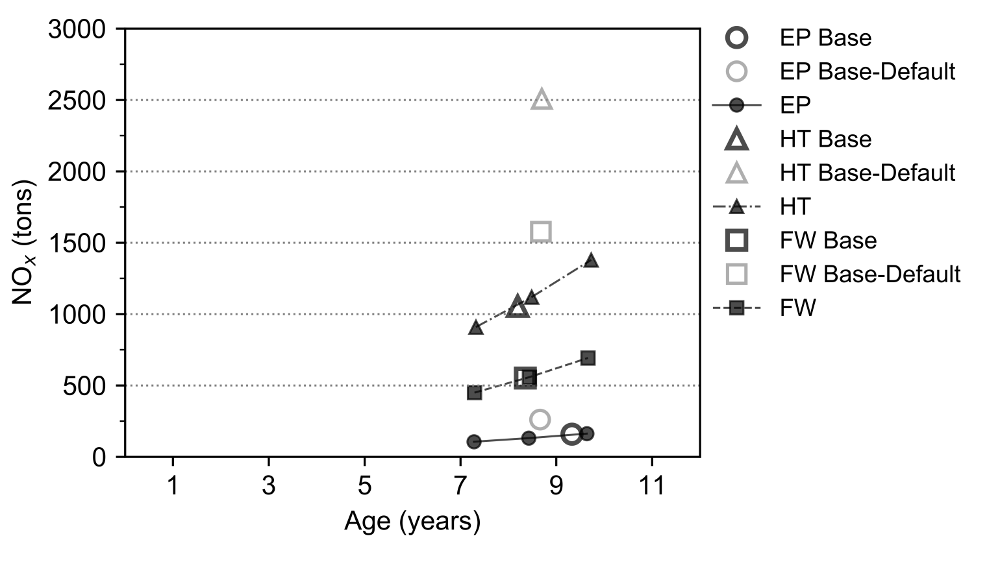 3000
2500
2000
1500
1000
500
0
NOx (tons)
1
3
5
7
9
11
Age (years)
EP Base
EP Base-Default
EP
HT Base
HT Base-Default
HT
FW Base
FW Base-Default
FW